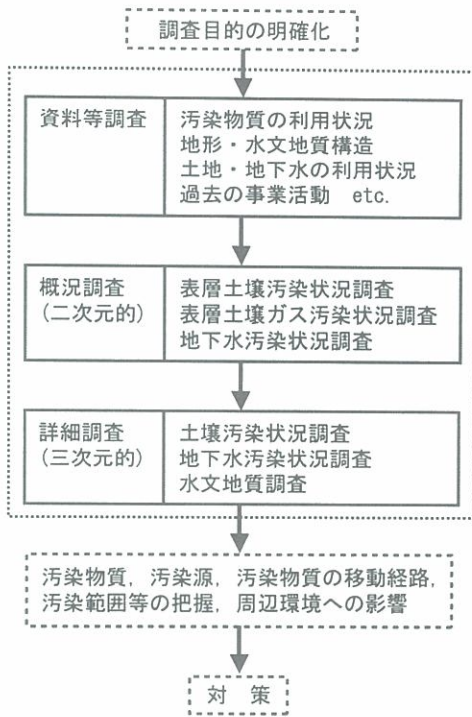 調査目的の明確化
資料等調査
汚染物質の利用状況
地形・水文地質構造
土地・地下水の利用状況
過去の事業活動 etc.
概況調査
(二次元的)
表層土壌汚染状況調査
表層土壌ガス汚染状況調査
地下水汚染状況調査
詳細調査
(三次元的)
土壌汚染状況調査
地下水汚染状況調査
水文地質調査
汚染物質，汚染源，汚染物質の移動経路，
汚染範囲等の把握，周辺環境への影響
対 策